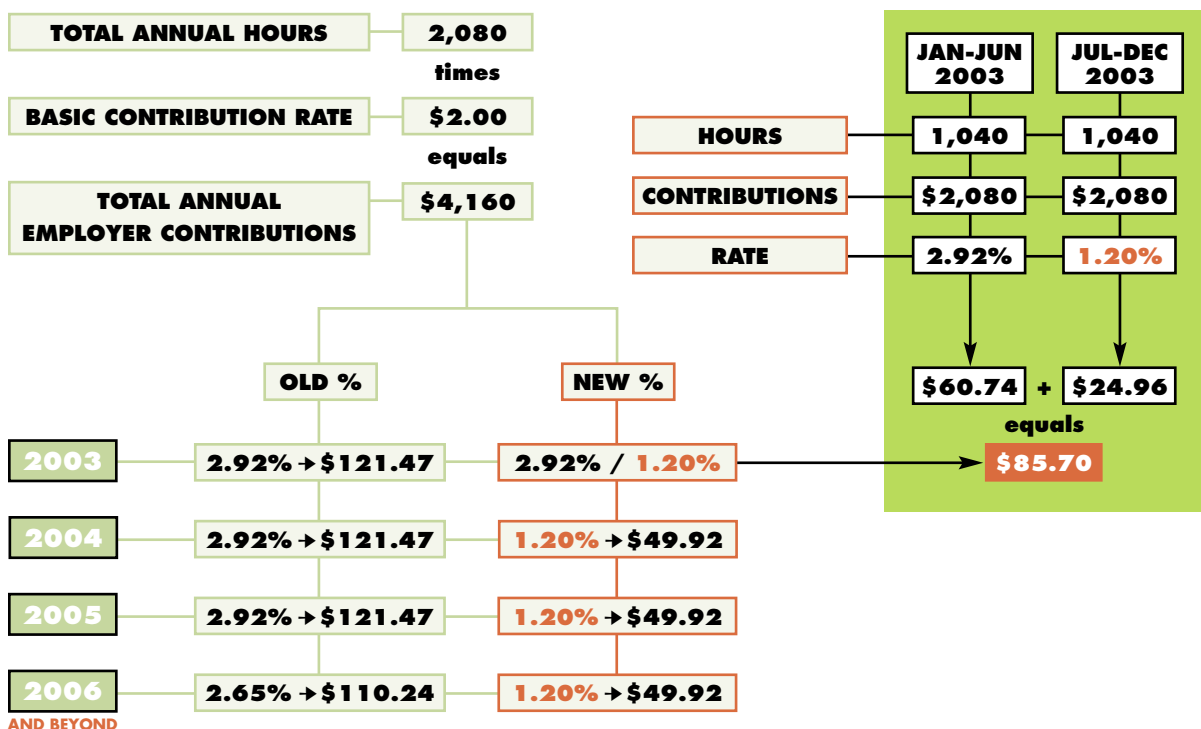 TOTAL ANNUAL HOURS
2,080
times
BASIC CONTRIBUTION RATE
$2.00
equals
TOTAL ANNUAL
EMPLOYER CONTRIBUTIONS
$4,160
OLD %
NEW %
2003
2.92% → $121.47
2.92% / 1.20%
2004
2.92% → $121.47
1.20% → $49.92
2005
2.92% → $121.47
1.20% → $49.92
2006
AND BEYOND
2.65% → $110.24
1.20% → $49.92
JAN-JUN
2003
JUL-DEC
2003
HOURS
1,040
1,040
CONTRIBUTIONS
$2,080
$2,080
RATE
2.92%
1.20%
$60.74 + $24.96
equals
$85.70